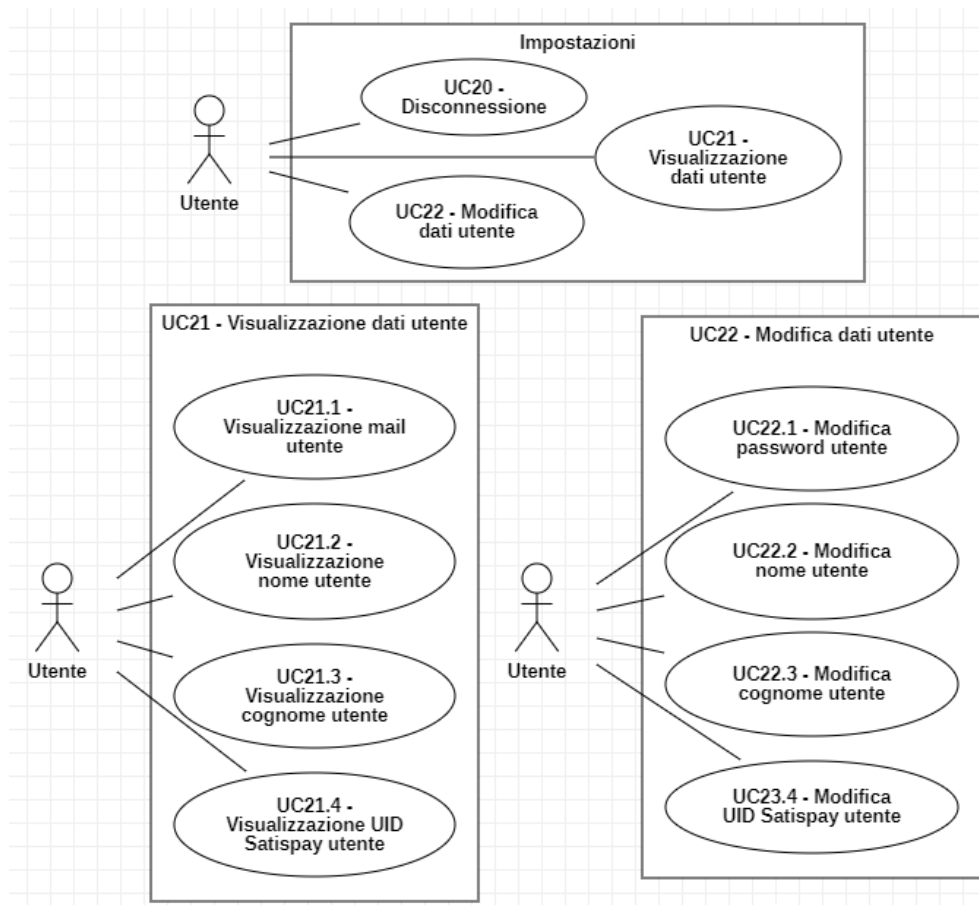 Impostazioni
UC20 -
Disconnessione
UC21 -
Visualizzazione
dati utente
Utente
UC22 - Modifica
dati utente
UC21 - Visualizzazione dati utente
UC21.1 -
Visualizzazione mail
utente
UC21.2 -
Visualizzazione
nome utente
Utente
UC21.3 -
Visualizzazione
cognome utente
UC21.4 -
Visualizzazione UID
Satispay utente
UC22 - Modifica dati utente
UC22.1 - Modifica
password utente
UC22.2 - Modifica
nome utente
Utente
UC22.3 - Modifica
cognome utente
UC23.4 - Modifica
UID Satispay utente